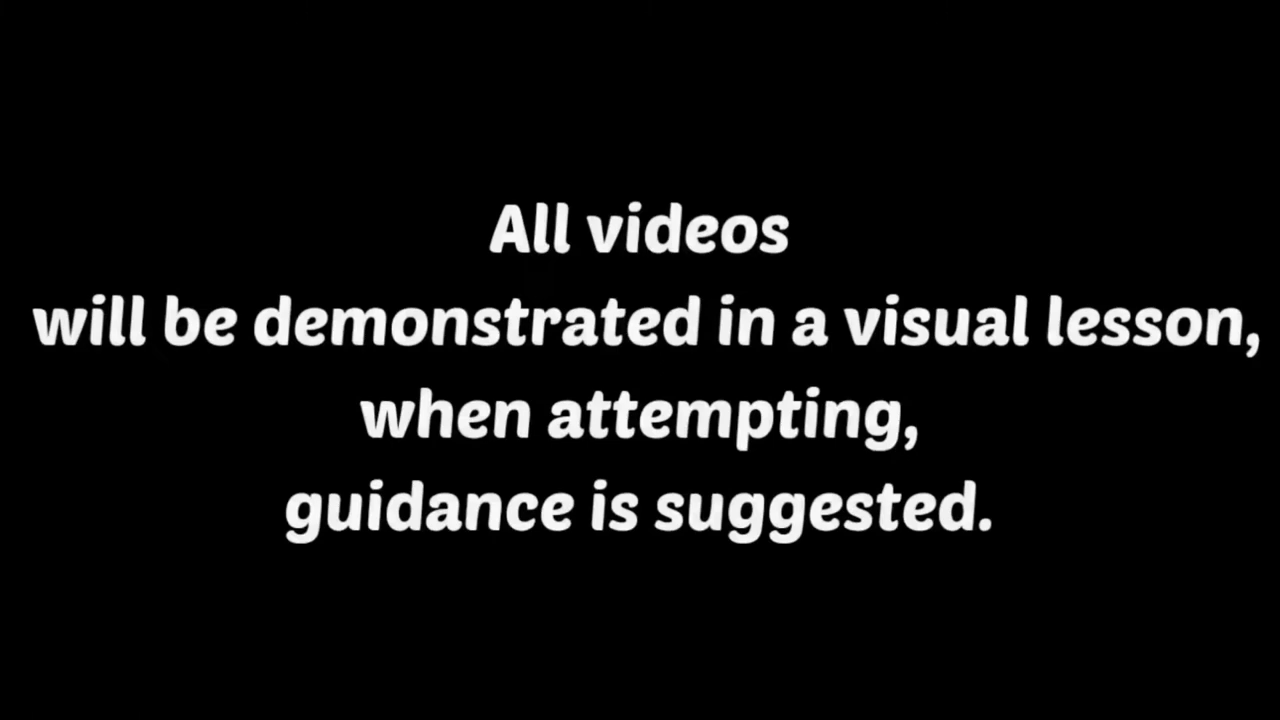 All videos
will be demonstrated in a visual lesson,
when attempting,
guidance is suggested.